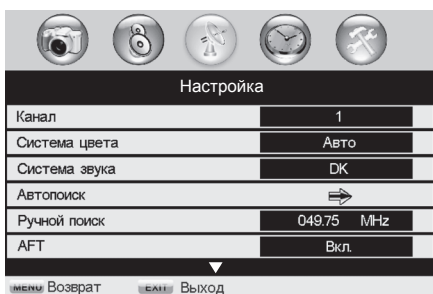 Настройка
Канал 1
Система цвета Авто
Система звука DK
Автопоиск
Ручной поиск 049.75 MHz
AFT Вкл.
MENU Возврат EXIT Выход